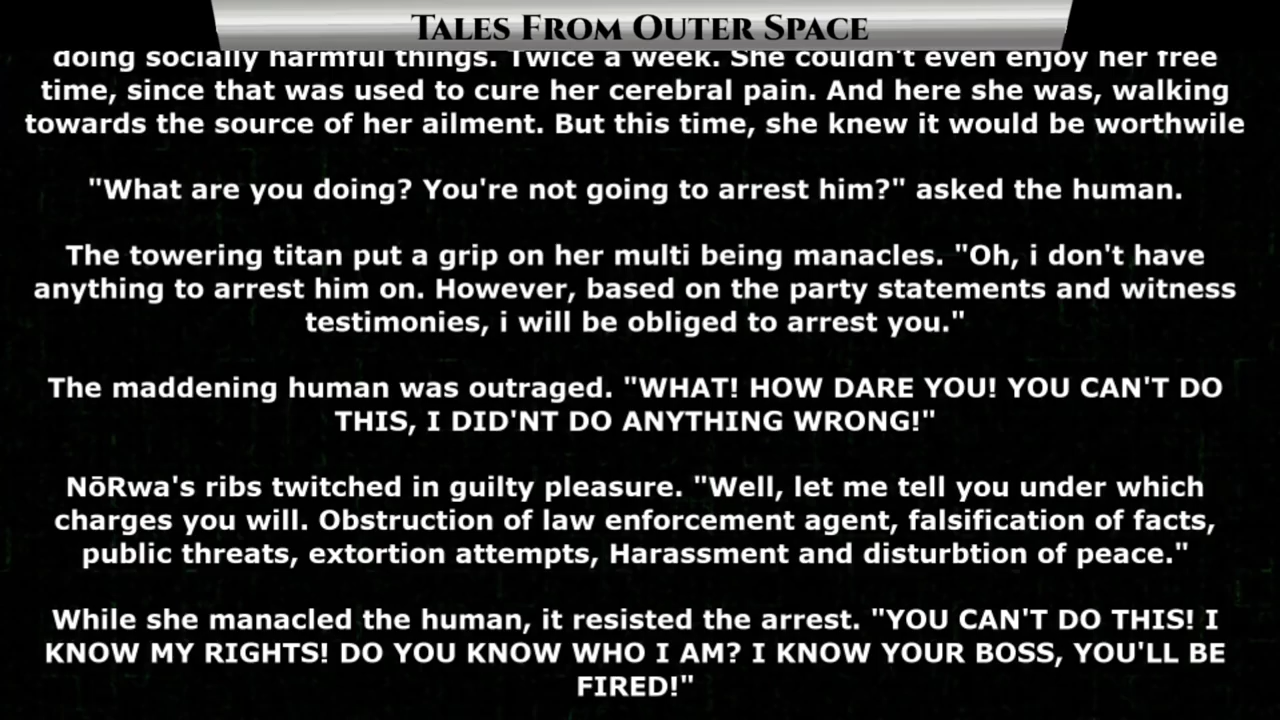 Tales From Outer Space
doing socially harmful things. Twice a week. She couldn't even enjoy her free
time, since that was used to cure her cerebral pain. And here she was, walking
towards the source of her ailment. But this time, she knew it would be worthwile
"What are you doing? You're not going to arrest him?" asked the human.
The towering titan put a grip on her multi being manacles. "Oh, i don't have
anything to arrest him on. However, based on the party statements and witness
testimonies, i will be obliged to arrest you."
The maddening human was outraged. "WHAT! HOW DARE YOU! YOU CAN'T DO
THIS, I DID'NT DO ANYTHING WRONG!"
NōRwa's ribs twitched in guilty pleasure. "Well, let me tell you under which
charges you will. Obstruction of law enforcement agent, falsification of facts,
public threats, extortion attempts, Harassment and disturbtion of peace."
While she manacled the human, it resisted the arrest. "YOU CAN'T DO THIS! I
KNOW MY RIGHTS! DO YOU KNOW WHO I AM? I KNOW YOUR BOSS, YOU'LL BE
FIRED!"